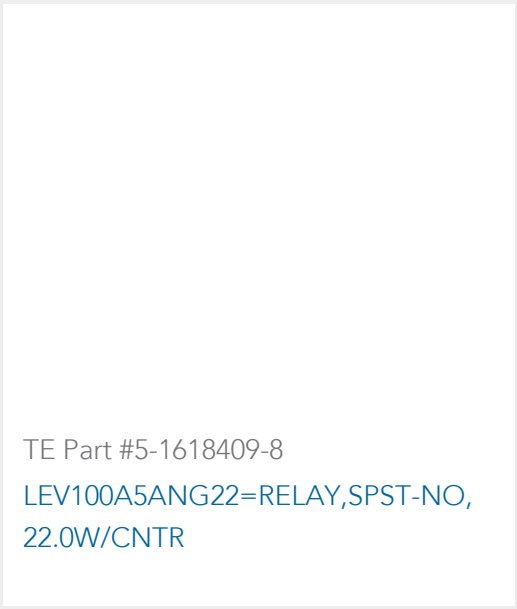 TE Part #5-1618409-8
LEV100A5ANG22=RELAY,SPST-NO,
22.0W/CNTR